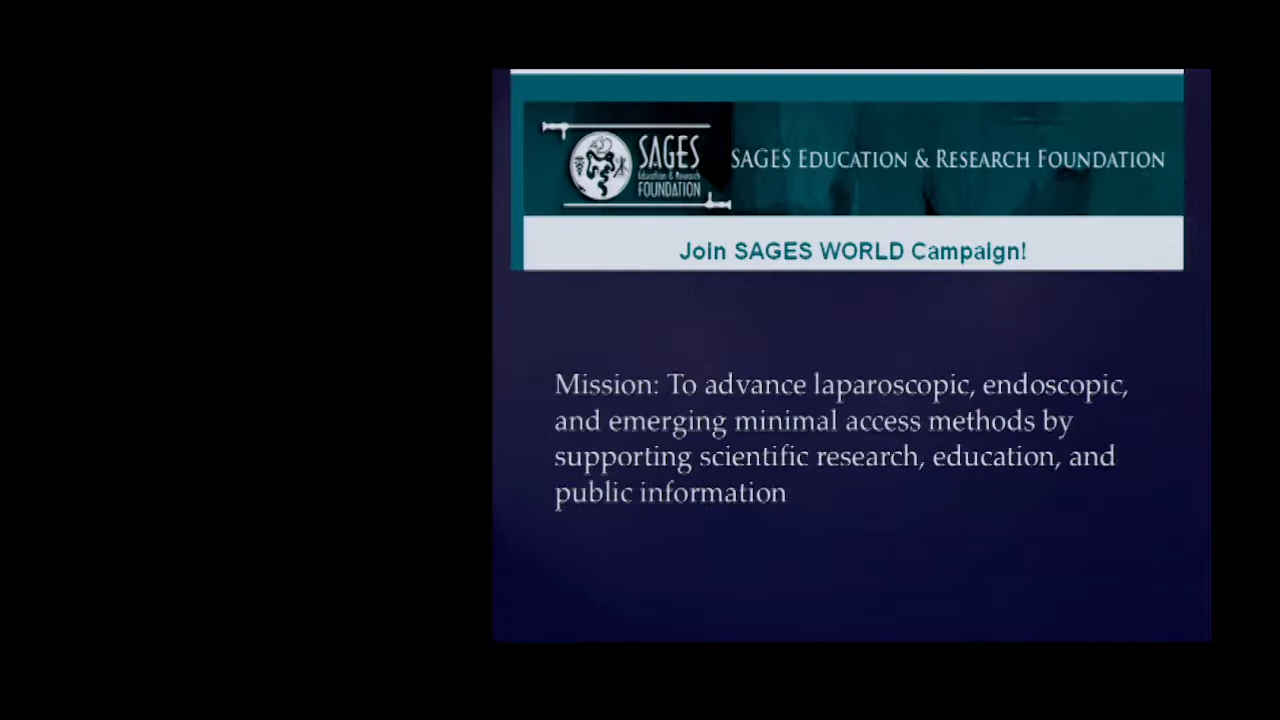 SAGES
Education & Research
FOUNDATION
SAGES EDUCATION & RESEARCH FOUNDATION
Join SAGES WORLD Campaign!
Mission: To advance laparoscopic, endoscopic,
and emerging minimal access methods by
supporting scientific research, education, and
public information